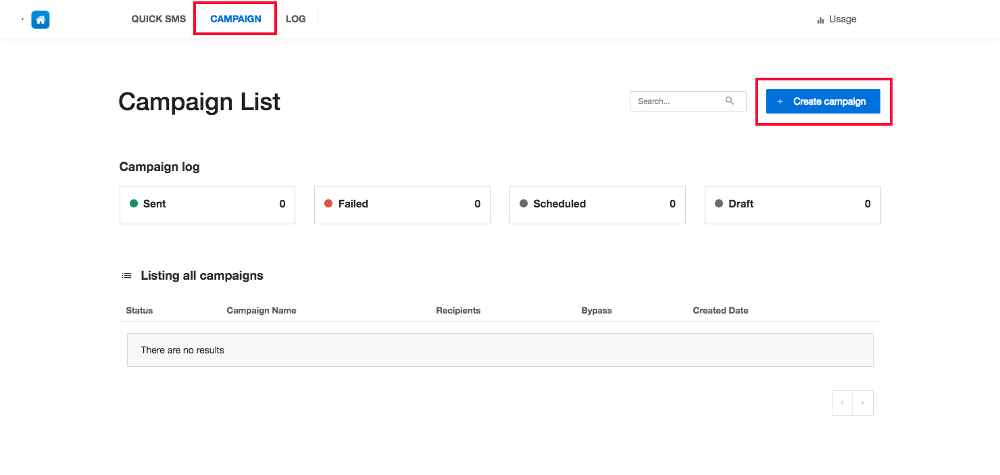 QUICK SMS CAMPAIGN LOG Usage
Campaign List Search... + Create campaign
Campaign log
Sent 0 Failed 0 Scheduled 0 Draft 0
Listing all campaigns
Status Campaign Name Recipients Bypass Created Date
There are no results